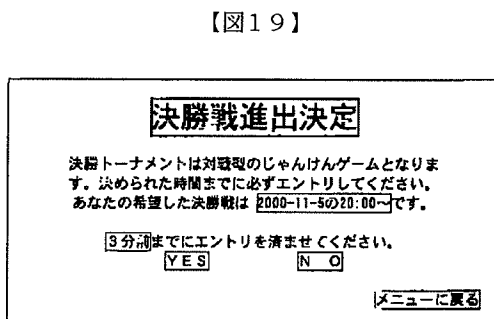 【図19】
決勝戦進出決定
決勝トーナメントは対戦型のじゃんけんゲームとなりま
す。決められた時間までに必ずエントリしてください。
あなたの希望した決勝戦は 2000-11-5の20:00~です。
3分前までにエントリを済ませてください。
YES NO
メニューに戻る